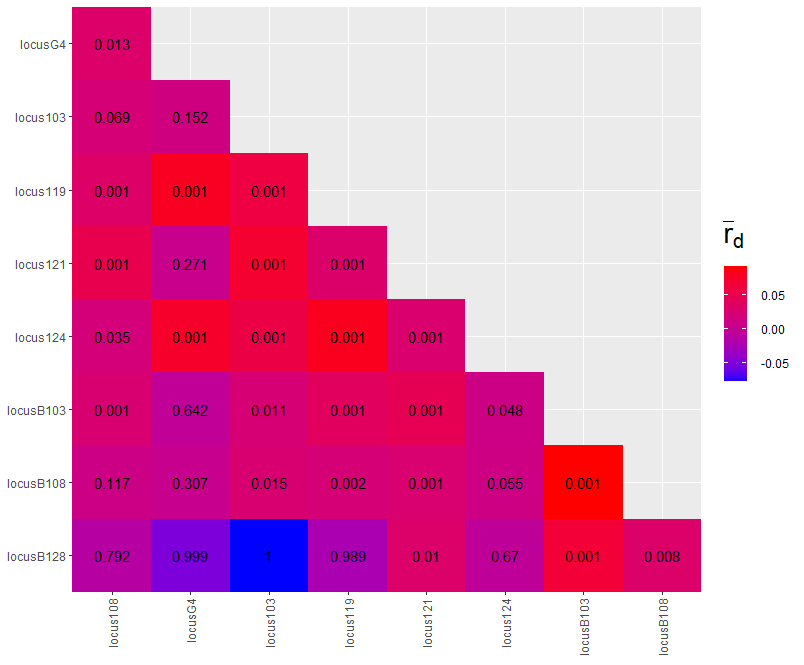 locusG4 0.013
locus103 0.069 0.152
locus119 0.001 0.001 0.001
locus121 0.001 0.271 0.001 0.001
locus124 0.035 0.001 0.001 0.001 0.001
locusB103 0.001 0.642 0.011 0.001 0.001 0.048
locusB108 0.117 0.307 0.015 0.002 0.001 0.055 0.001
locusB128 0.792 0.999 1 0.989 0.01 0.67 0.001 0.008
locus108 locusG4 locus103 locus119 locus121 locus124 locusB103 locusB108
r̅d
0.05
0.00
-0.05